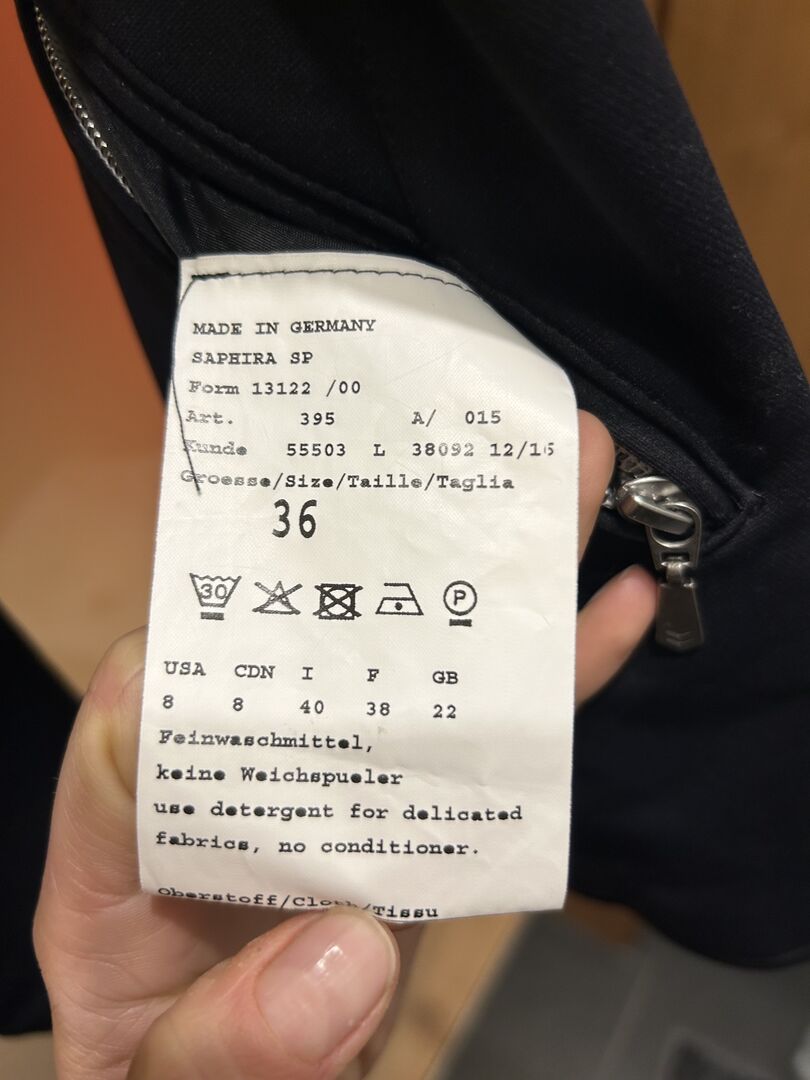 MADE IN GERMANY
SAPHIRA SP
Form 13122 /00
Art. 395 A/ 015
Kunde 55503 L 38092 12/16
Groesse/Size/Taille/Taglia
36
30 P
USA CDN I F GB
8 8 40 38 22
Feinwaschmittel,
keine Weichspueler
use detergent for delicated
fabrics, no conditioner.
Oberstoff/Cloth/Tissu